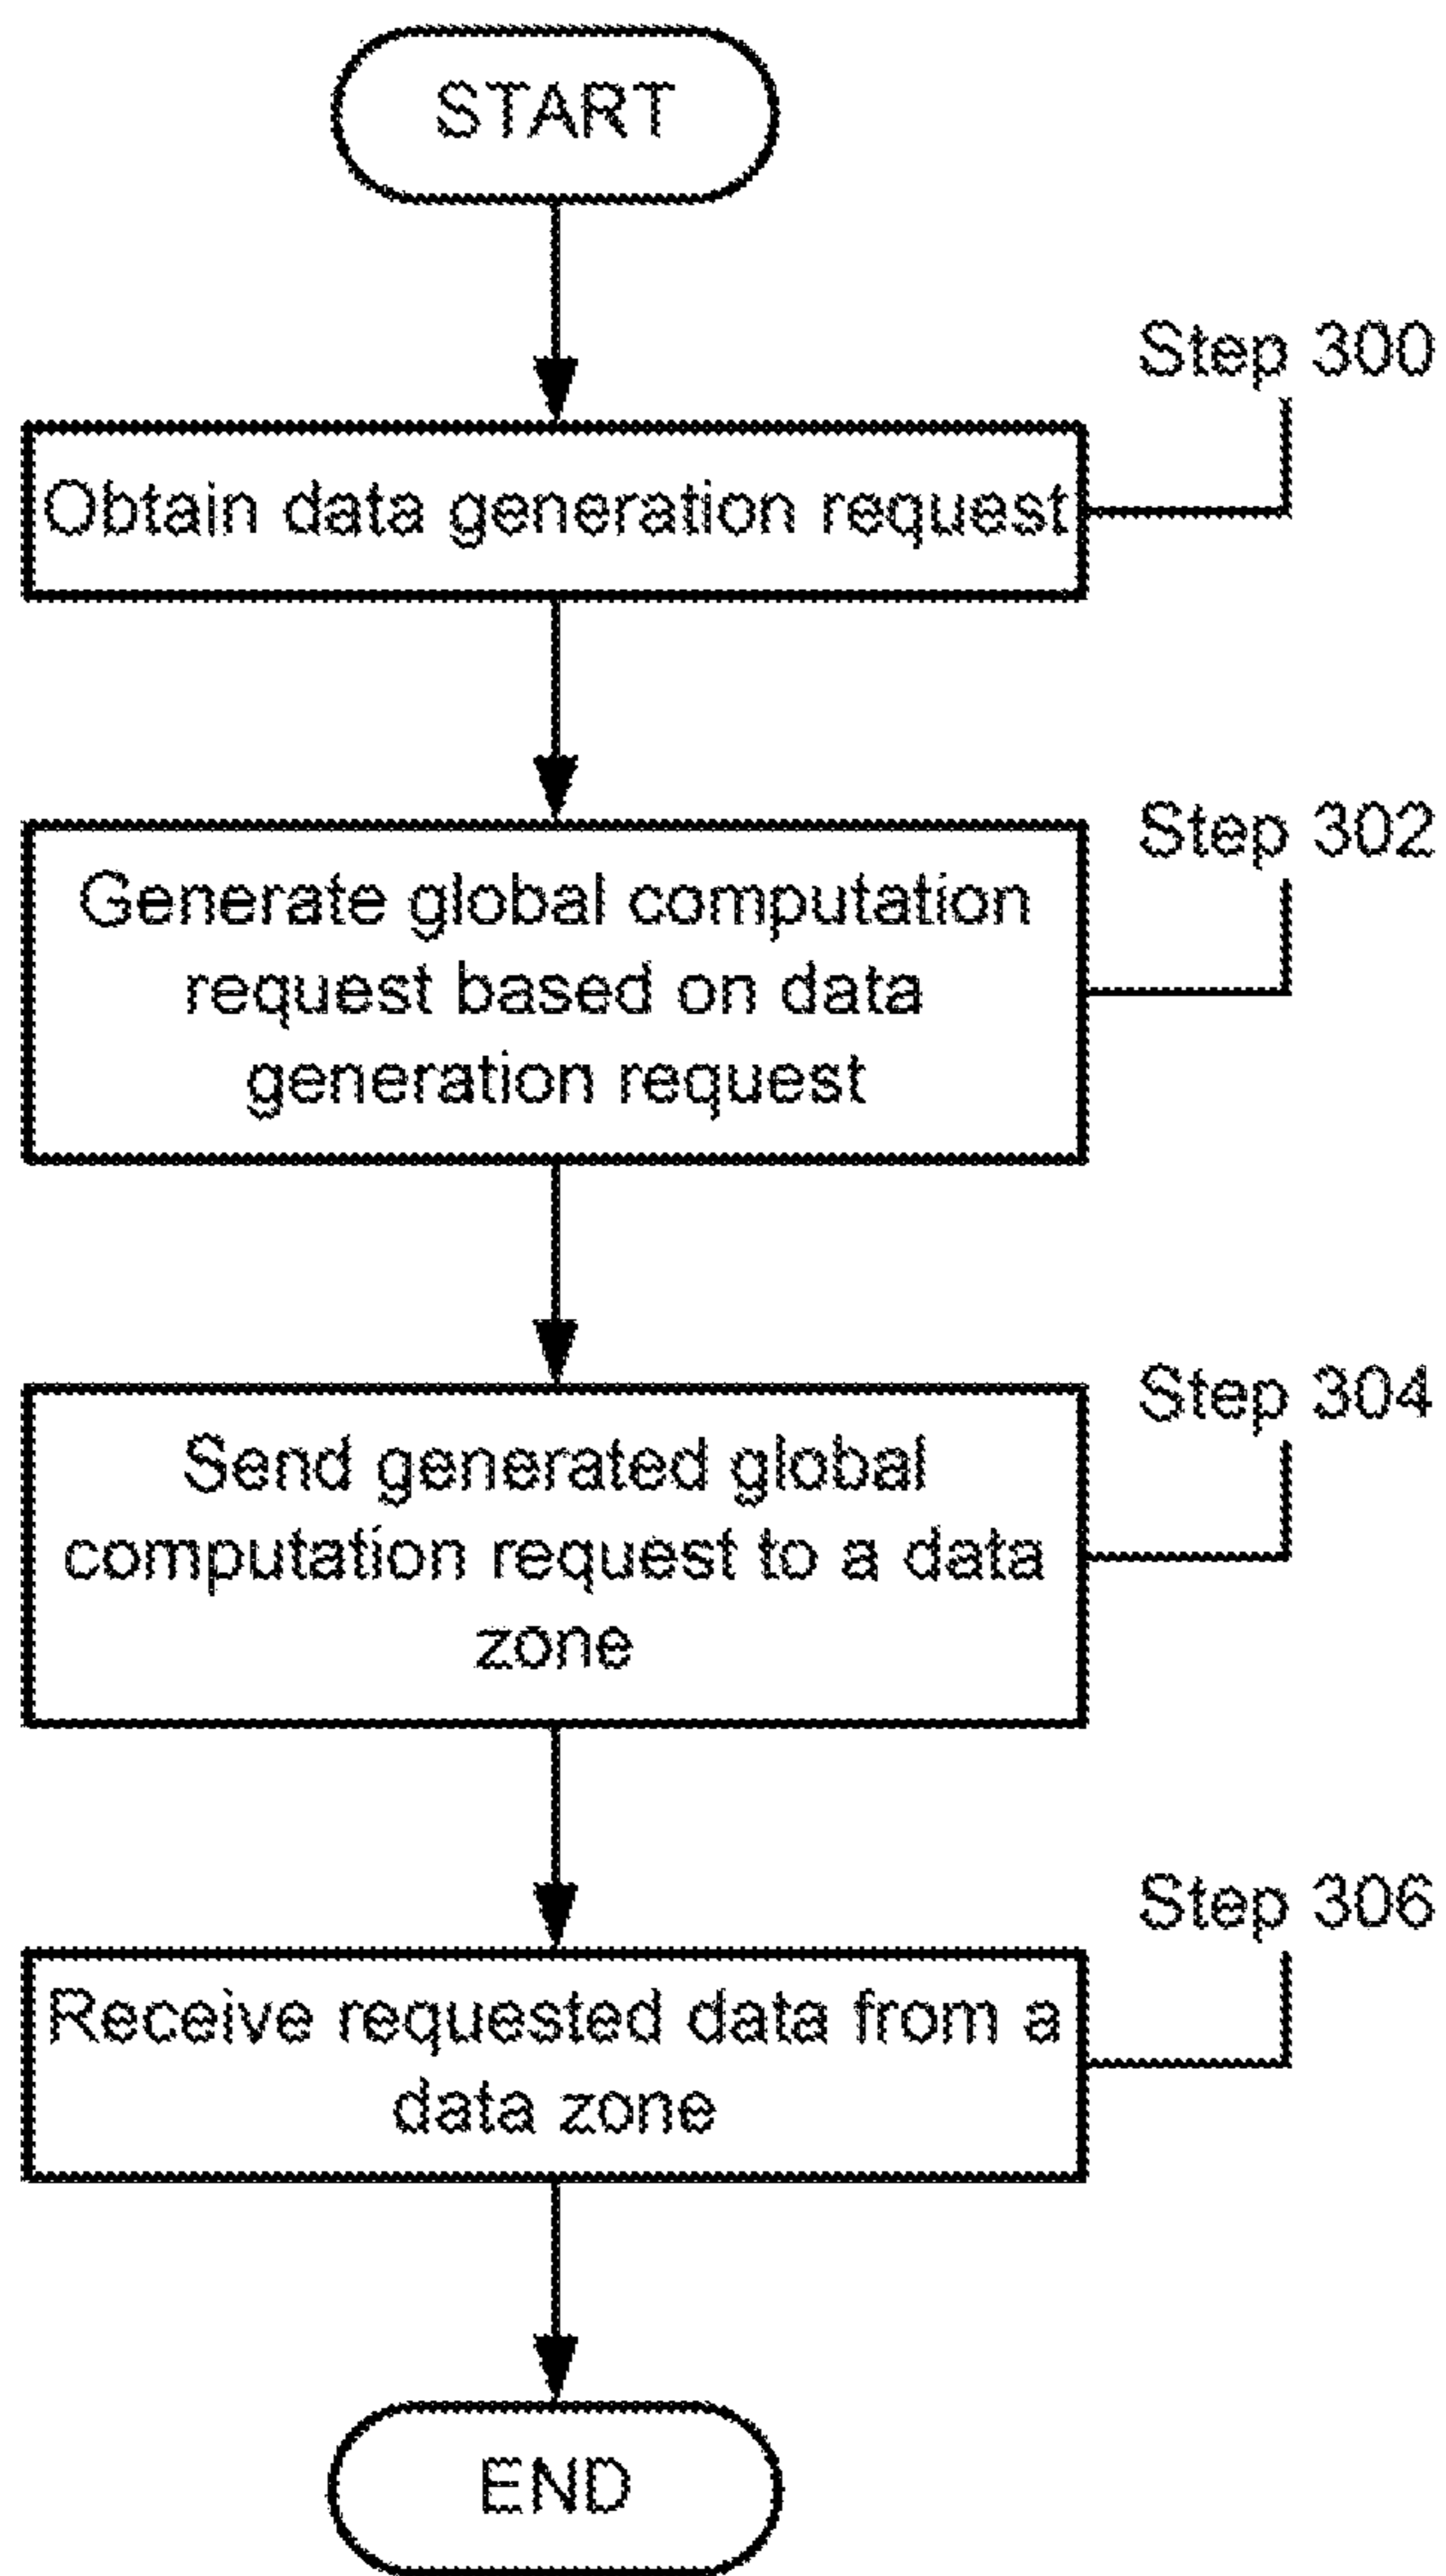 START
Step 300
Obtain data generation request
Step 302
Generate global computation
request based on data
generation request
Step 304
Send generated global
computation request to a data
zone
Step 306
Receive requested data from a
data zone
END